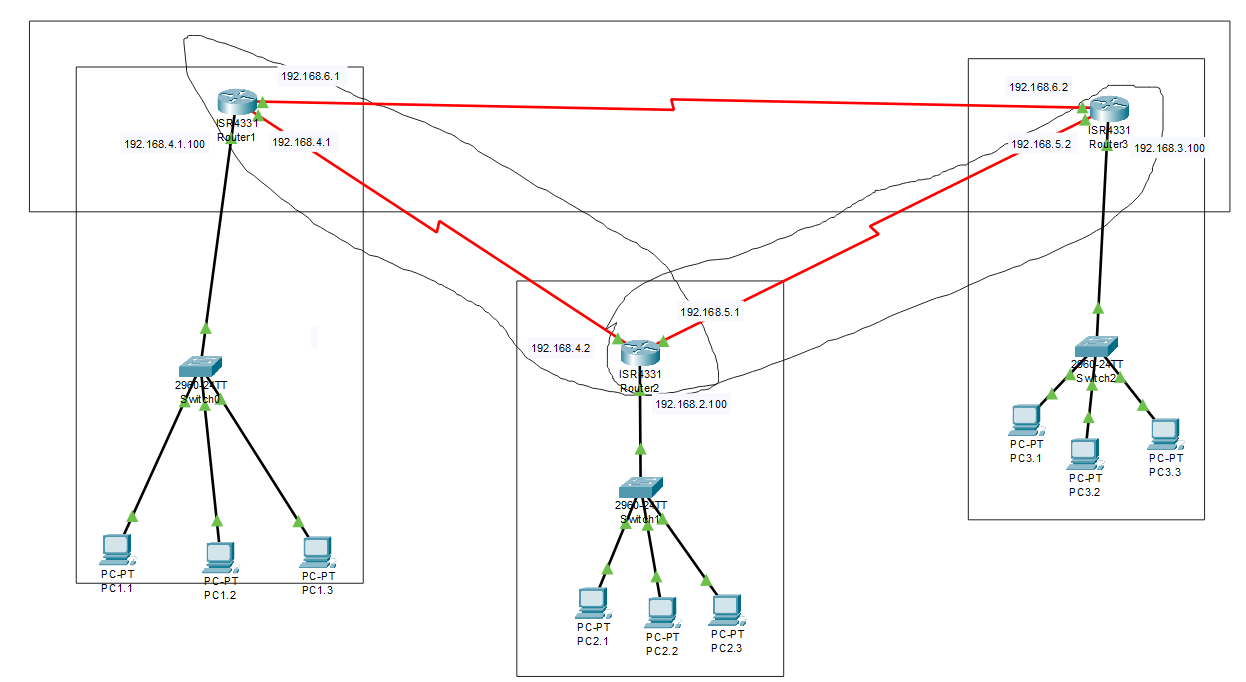 192.168.6.1
192.168.6.2
ISR4331
Router1
192.168.4.1.100
192.168.4.1
ISR4331
Router3
192.168.5.2
192.168.3.100
192.168.5.1
192.168.4.2
ISR4331
Router2
192.168.2.100
2960-24TT
Switch0
2960-24TT
Switch2
2960-24TT
Switch1
PC-PT
PC3.1
PC-PT
PC3.2
PC-PT
PC3.3
PC-PT
PC1.1
PC-PT
PC1.2
PC-PT
PC1.3
PC-PT
PC2.1
PC-PT
PC2.2
PC-PT
PC2.3